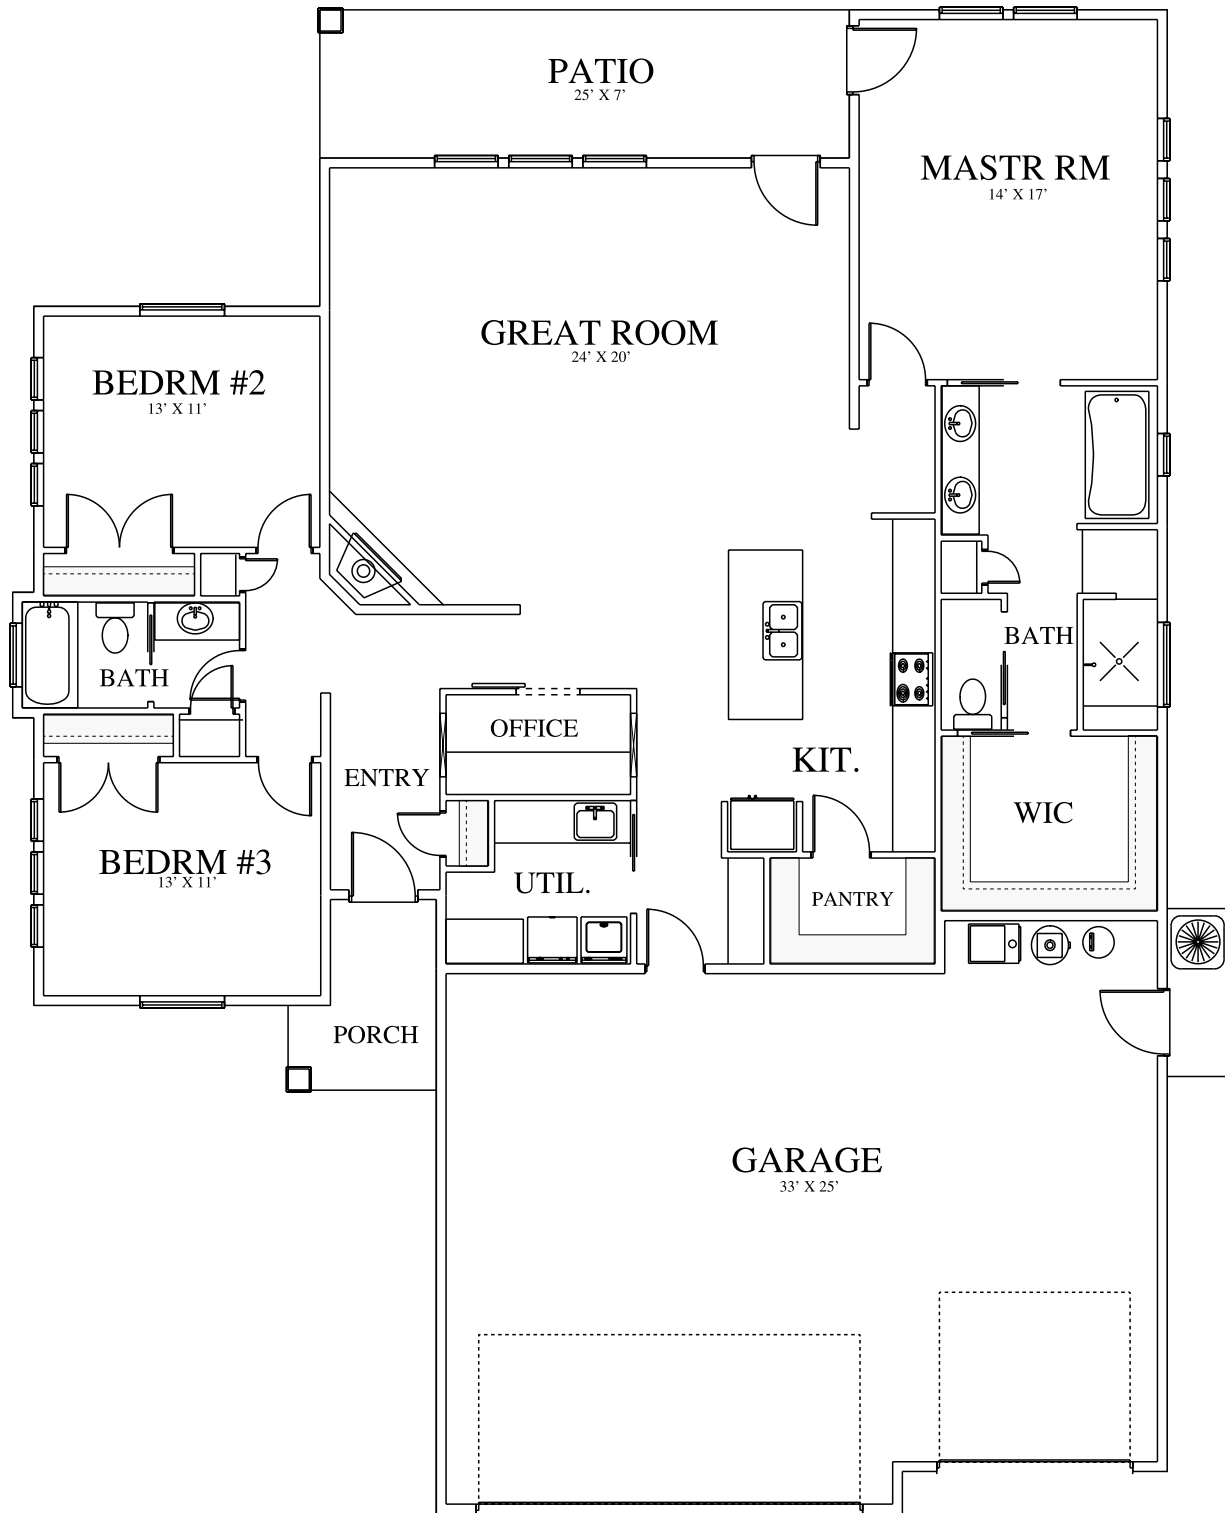 PATIO
25' X 7'
MASTR RM
14' X 17'
GREAT ROOM
24' X 20'
BEDRM #2
13' X 11'
BATH
BATH
OFFICE
KIT.
ENTRY
WIC
BEDRM #3
13' X 11'
UTIL.
PANTRY
PORCH
GARAGE
33' X 25'